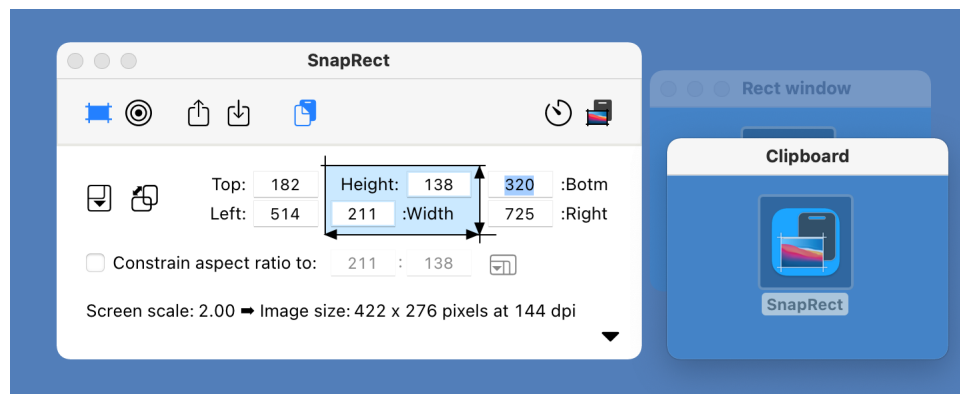 SnapRect
Rect window
Clipboard
Top: 182 Height: 138 320 :Botm
Left: 514 211 :Width 725 :Right
Constrain aspect ratio to: 211 : 138
Screen scale: 2.00 ➡ Image size: 422 x 276 pixels at 144 dpi
SnapRect